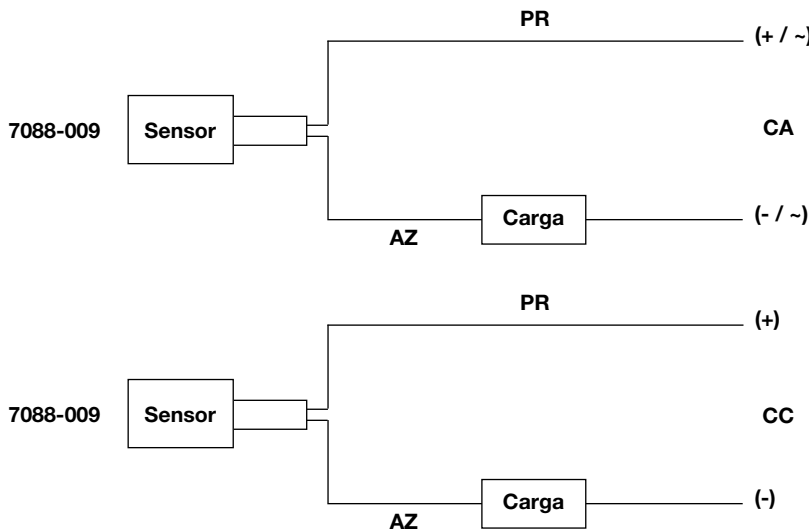 PR
(+ / ~)
7088-009
Sensor
CA
AZ
Carga
(- / ~)
PR
(+)
7088-009
Sensor
CC
AZ
Carga
(-)